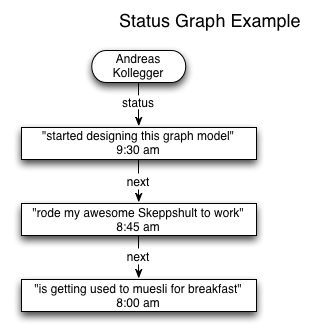 Status Graph Example
Andreas
Kollegger
status
"started designing this graph model"
9:30 am
next
"rode my awesome Skeppshult to work"
8:45 am
next
"is getting used to muesli for breakfast"
8:00 am